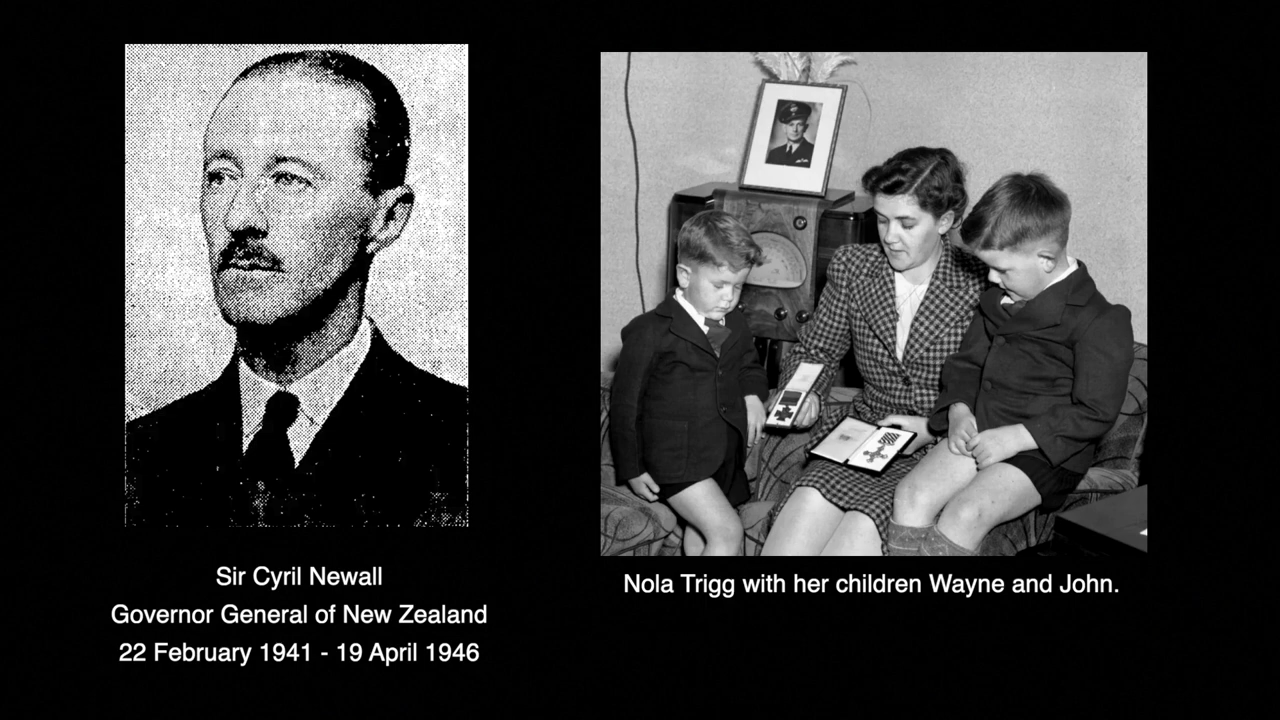 Sir Cyril Newall
Governor General of New Zealand
22 February 1941 - 19 April 1946
Nola Trigg with her children Wayne and John.